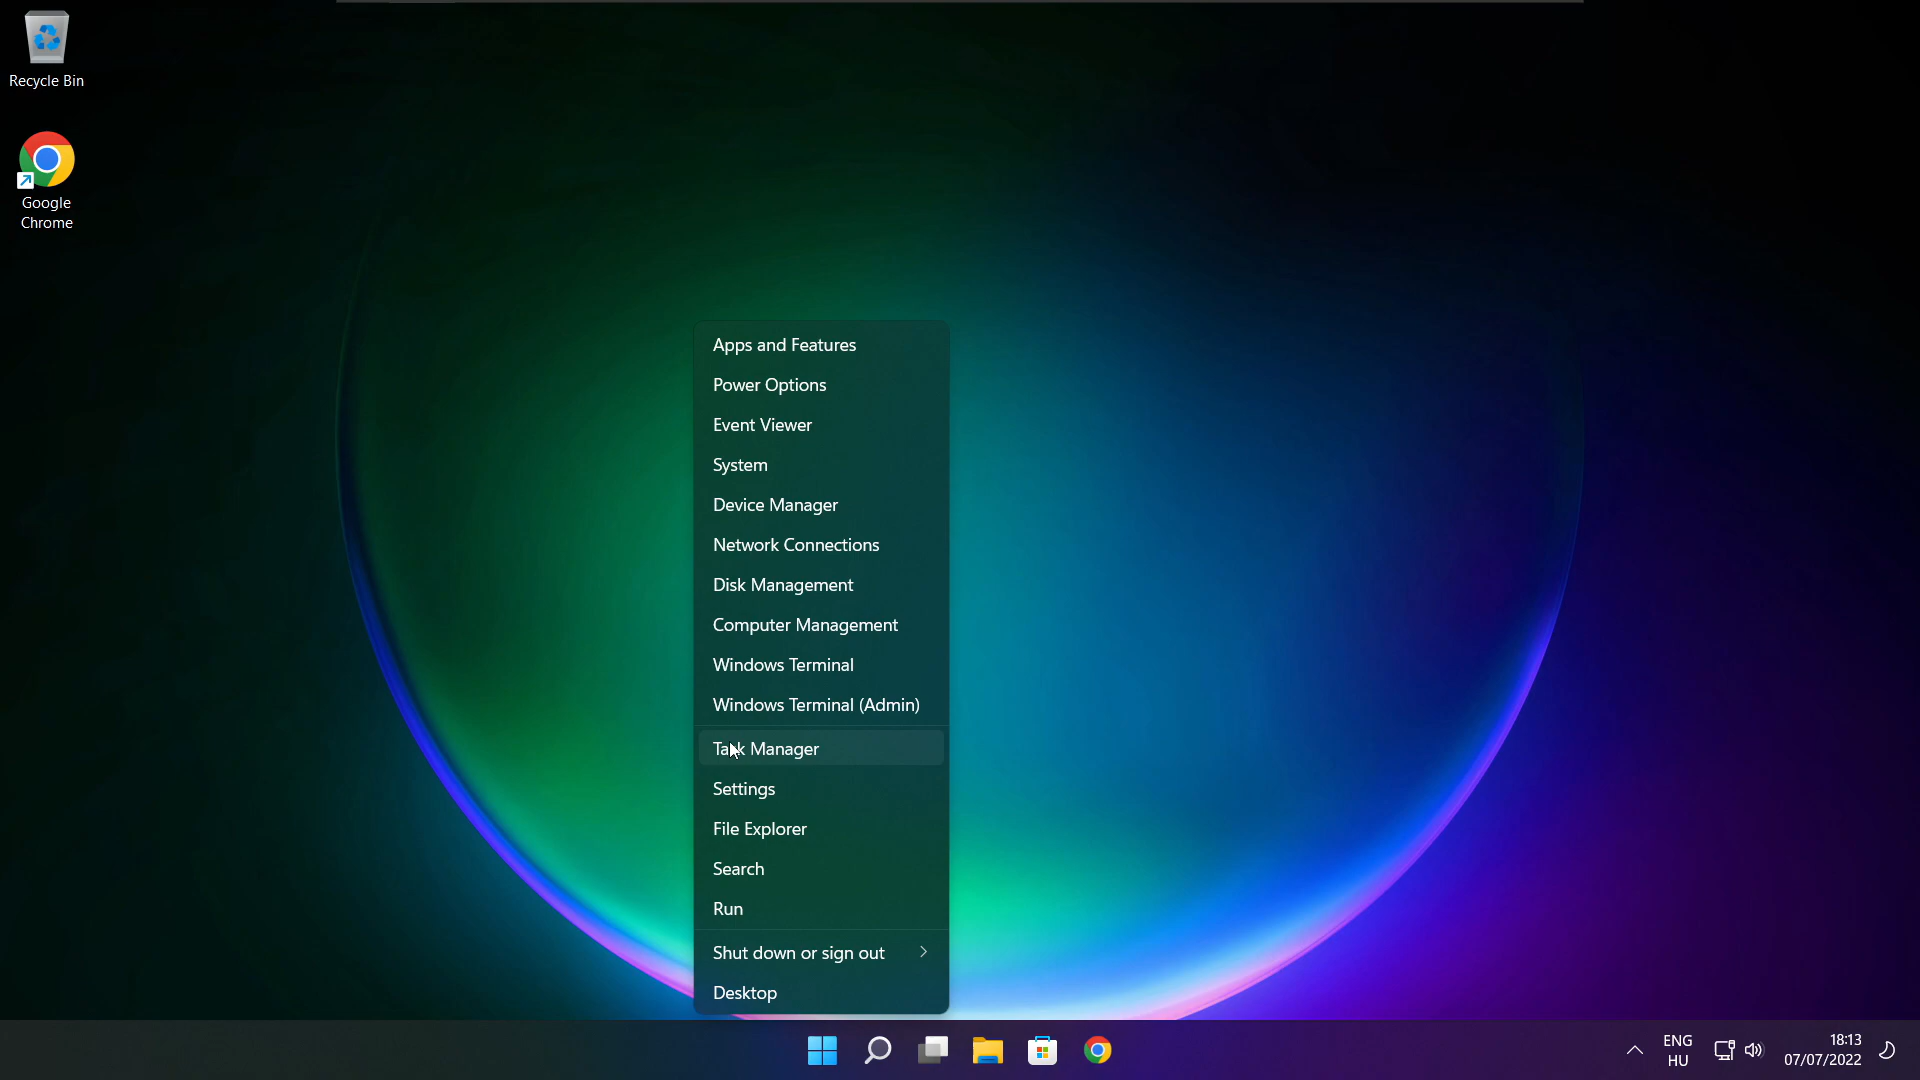 Recycle Bin
Google
Chrome
Apps and Features
Power Options
Event Viewer
System
Device Manager
Network Connections
Disk Management
Computer Management
Windows Terminal
Windows Terminal (Admin)
Task Manager
Settings
File Explorer
Search
Run
Shut down or sign out
Desktop
ENG
HU
18:13
07/07/2022